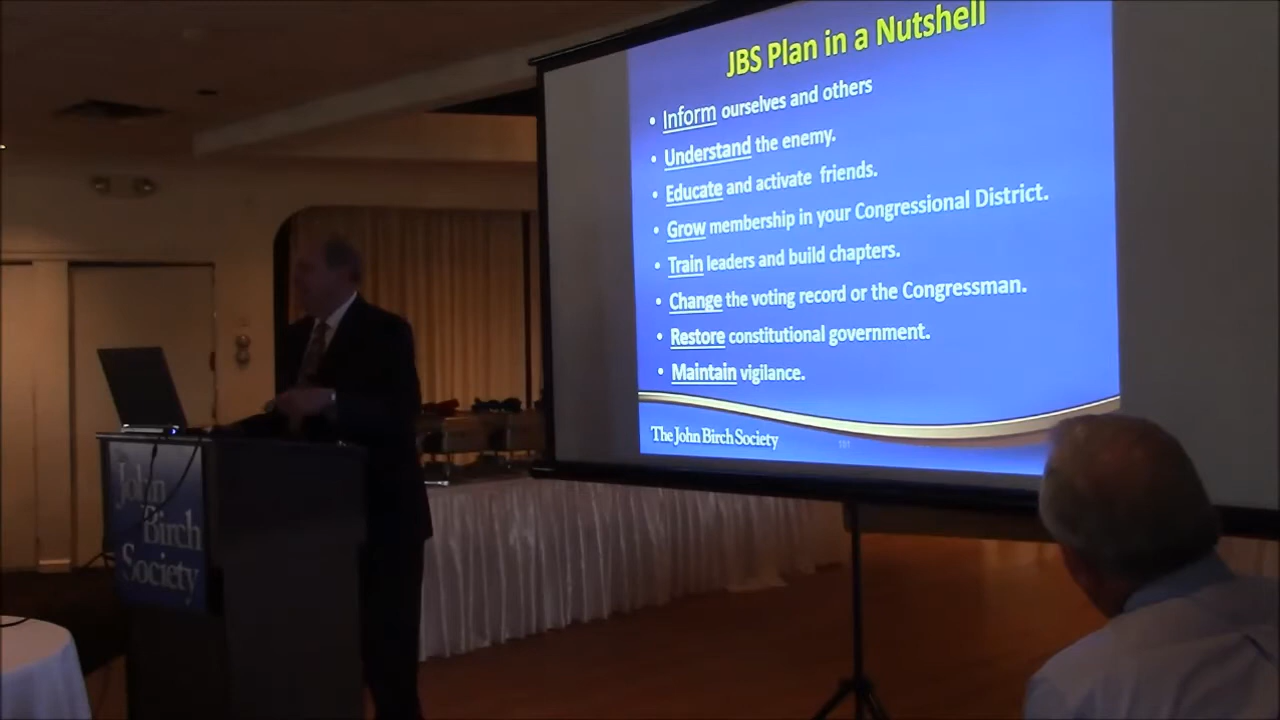 JBS Plan in a Nutshell
• Inform ourselves and others
• Understand the enemy.
• Educate and activate friends.
• Grow membership in your Congressional District.
• Train leaders and build chapters.
• Change the voting record or the Congressman.
• Restore constitutional government.
• Maintain vigilance.
The John Birch Society
John
Birch
Society